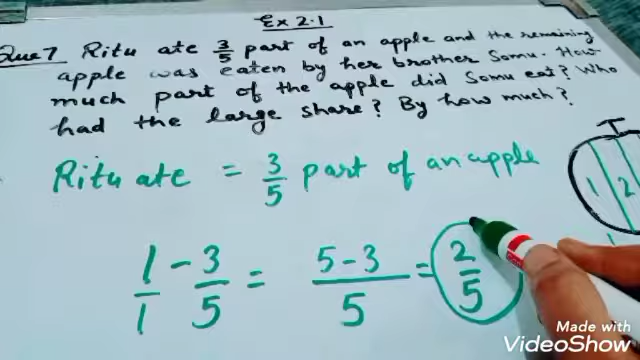 Ex 2.1
Que 7 Ritu ate 3/5 part of an apple and the remaining
apple was eaten by her brother Somu. How
much part of the apple did Somu eat? Who
had the large share? By how much?
Ritu ate = 3/5 part of an apple
1/1 - 3/5 = 5-3/5 = 2/5
1 2
Made with
VideoShow